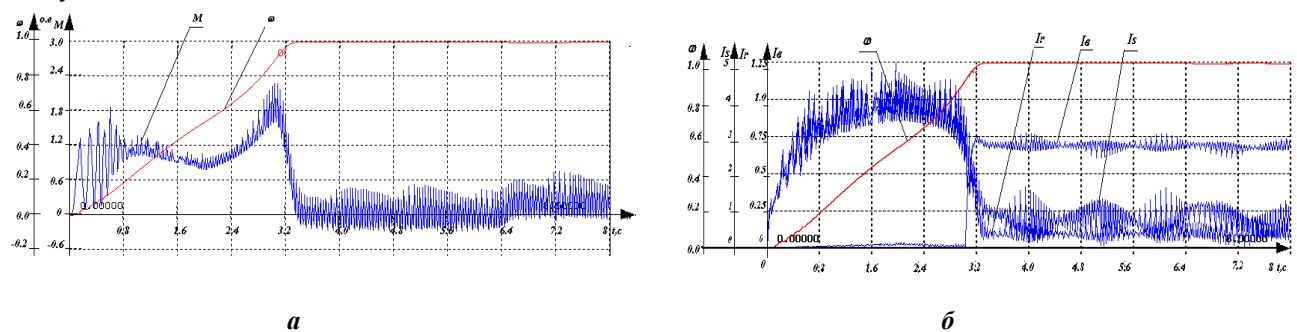 ω о.е M M ω
1.0 3.0
0.8 2.4
0.6 1.8
0.4 1.2
0.2 0.6
0.0 0
-0.2 -0.6
0.00000
0,8 1,6 2,4 3,2 4,0 4,8 5,6 6,4 7,2 8 t,c
а
ω Is Ir Iв ω Ir Iв Is
1.0 5 1.25
0.8 4 1.0
0.6 3 0.75
0.4 2 0.5
0.2 1 0.25
0.0 0 0
0.00000 8.00000
0,8 1,6 2,4 3,2 4,0 4,8 5,6 6,4 7,2 8 t,c
б